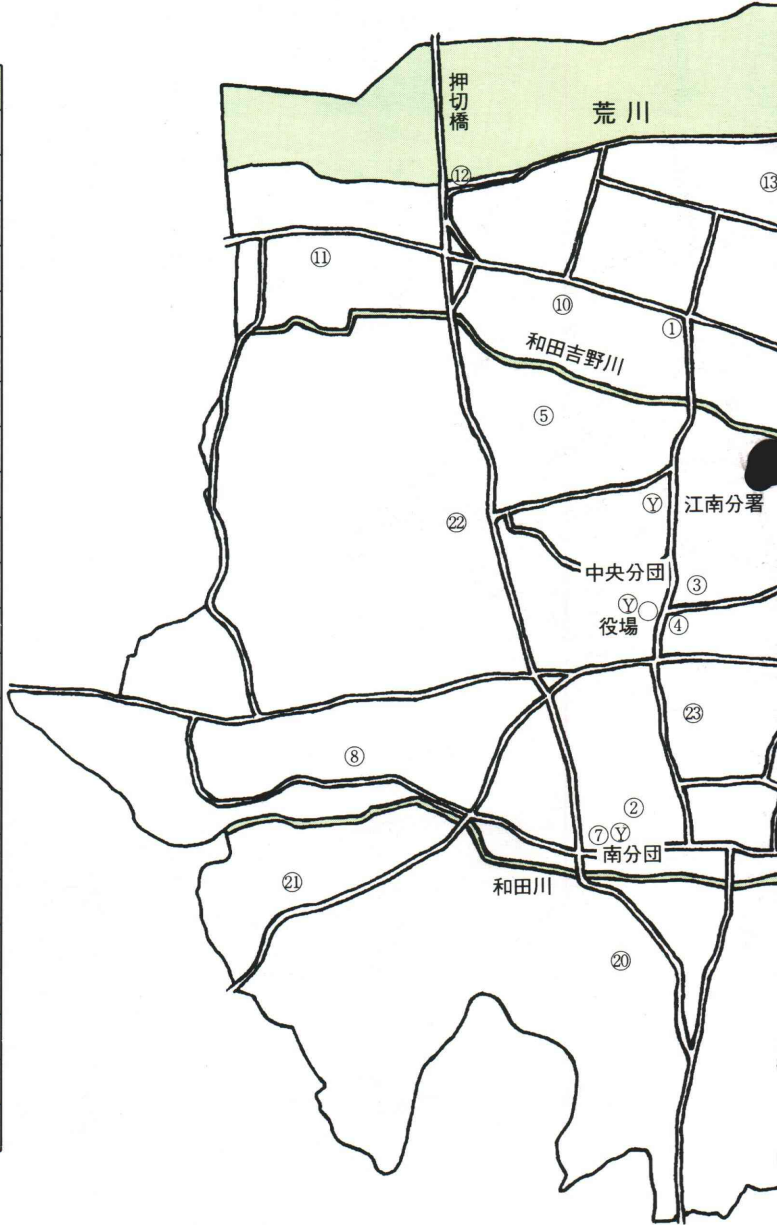 押切橋
荒川
⑫
⑬
⑪
⑩
①
和田吉野川
⑤
Ⓨ
江南分署
㉒
中央分団
③
Ⓨ
役場
④
㉓
⑧
②
⑦Ⓨ
南分団
㉑
和田川
⑳